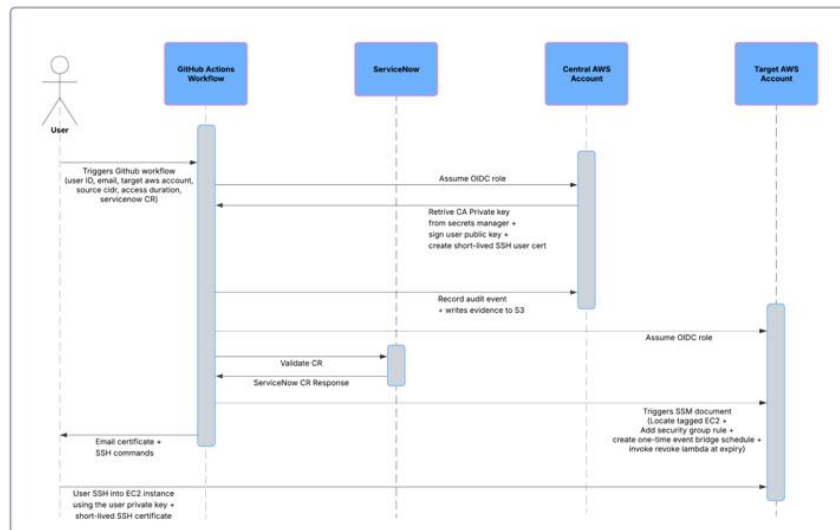 GitHub Actions
Workflow
ServiceNow
Central AWS
Account
Target AWS
Account
User
Triggers Github workflow
(user ID, email, target aws account,
source cidr, access duration,
servicenow CR)
Assume OIDC role
Retrive CA Private key
from secrets manager +
sign user public key +
create short-lived SSH user cert
Record audit event
+ writes evidence to S3
Assume OIDC role
Validate CR
ServiceNow CR Response
Triggers SSM document
(Locate tagged EC2 +
Add security group rule +
create one-time event bridge schedule +
invoke revoke lambda at expiry)
Email certificate +
SSH commands
User SSH into EC2 instance
using the user private key +
short-lived SSH certificate